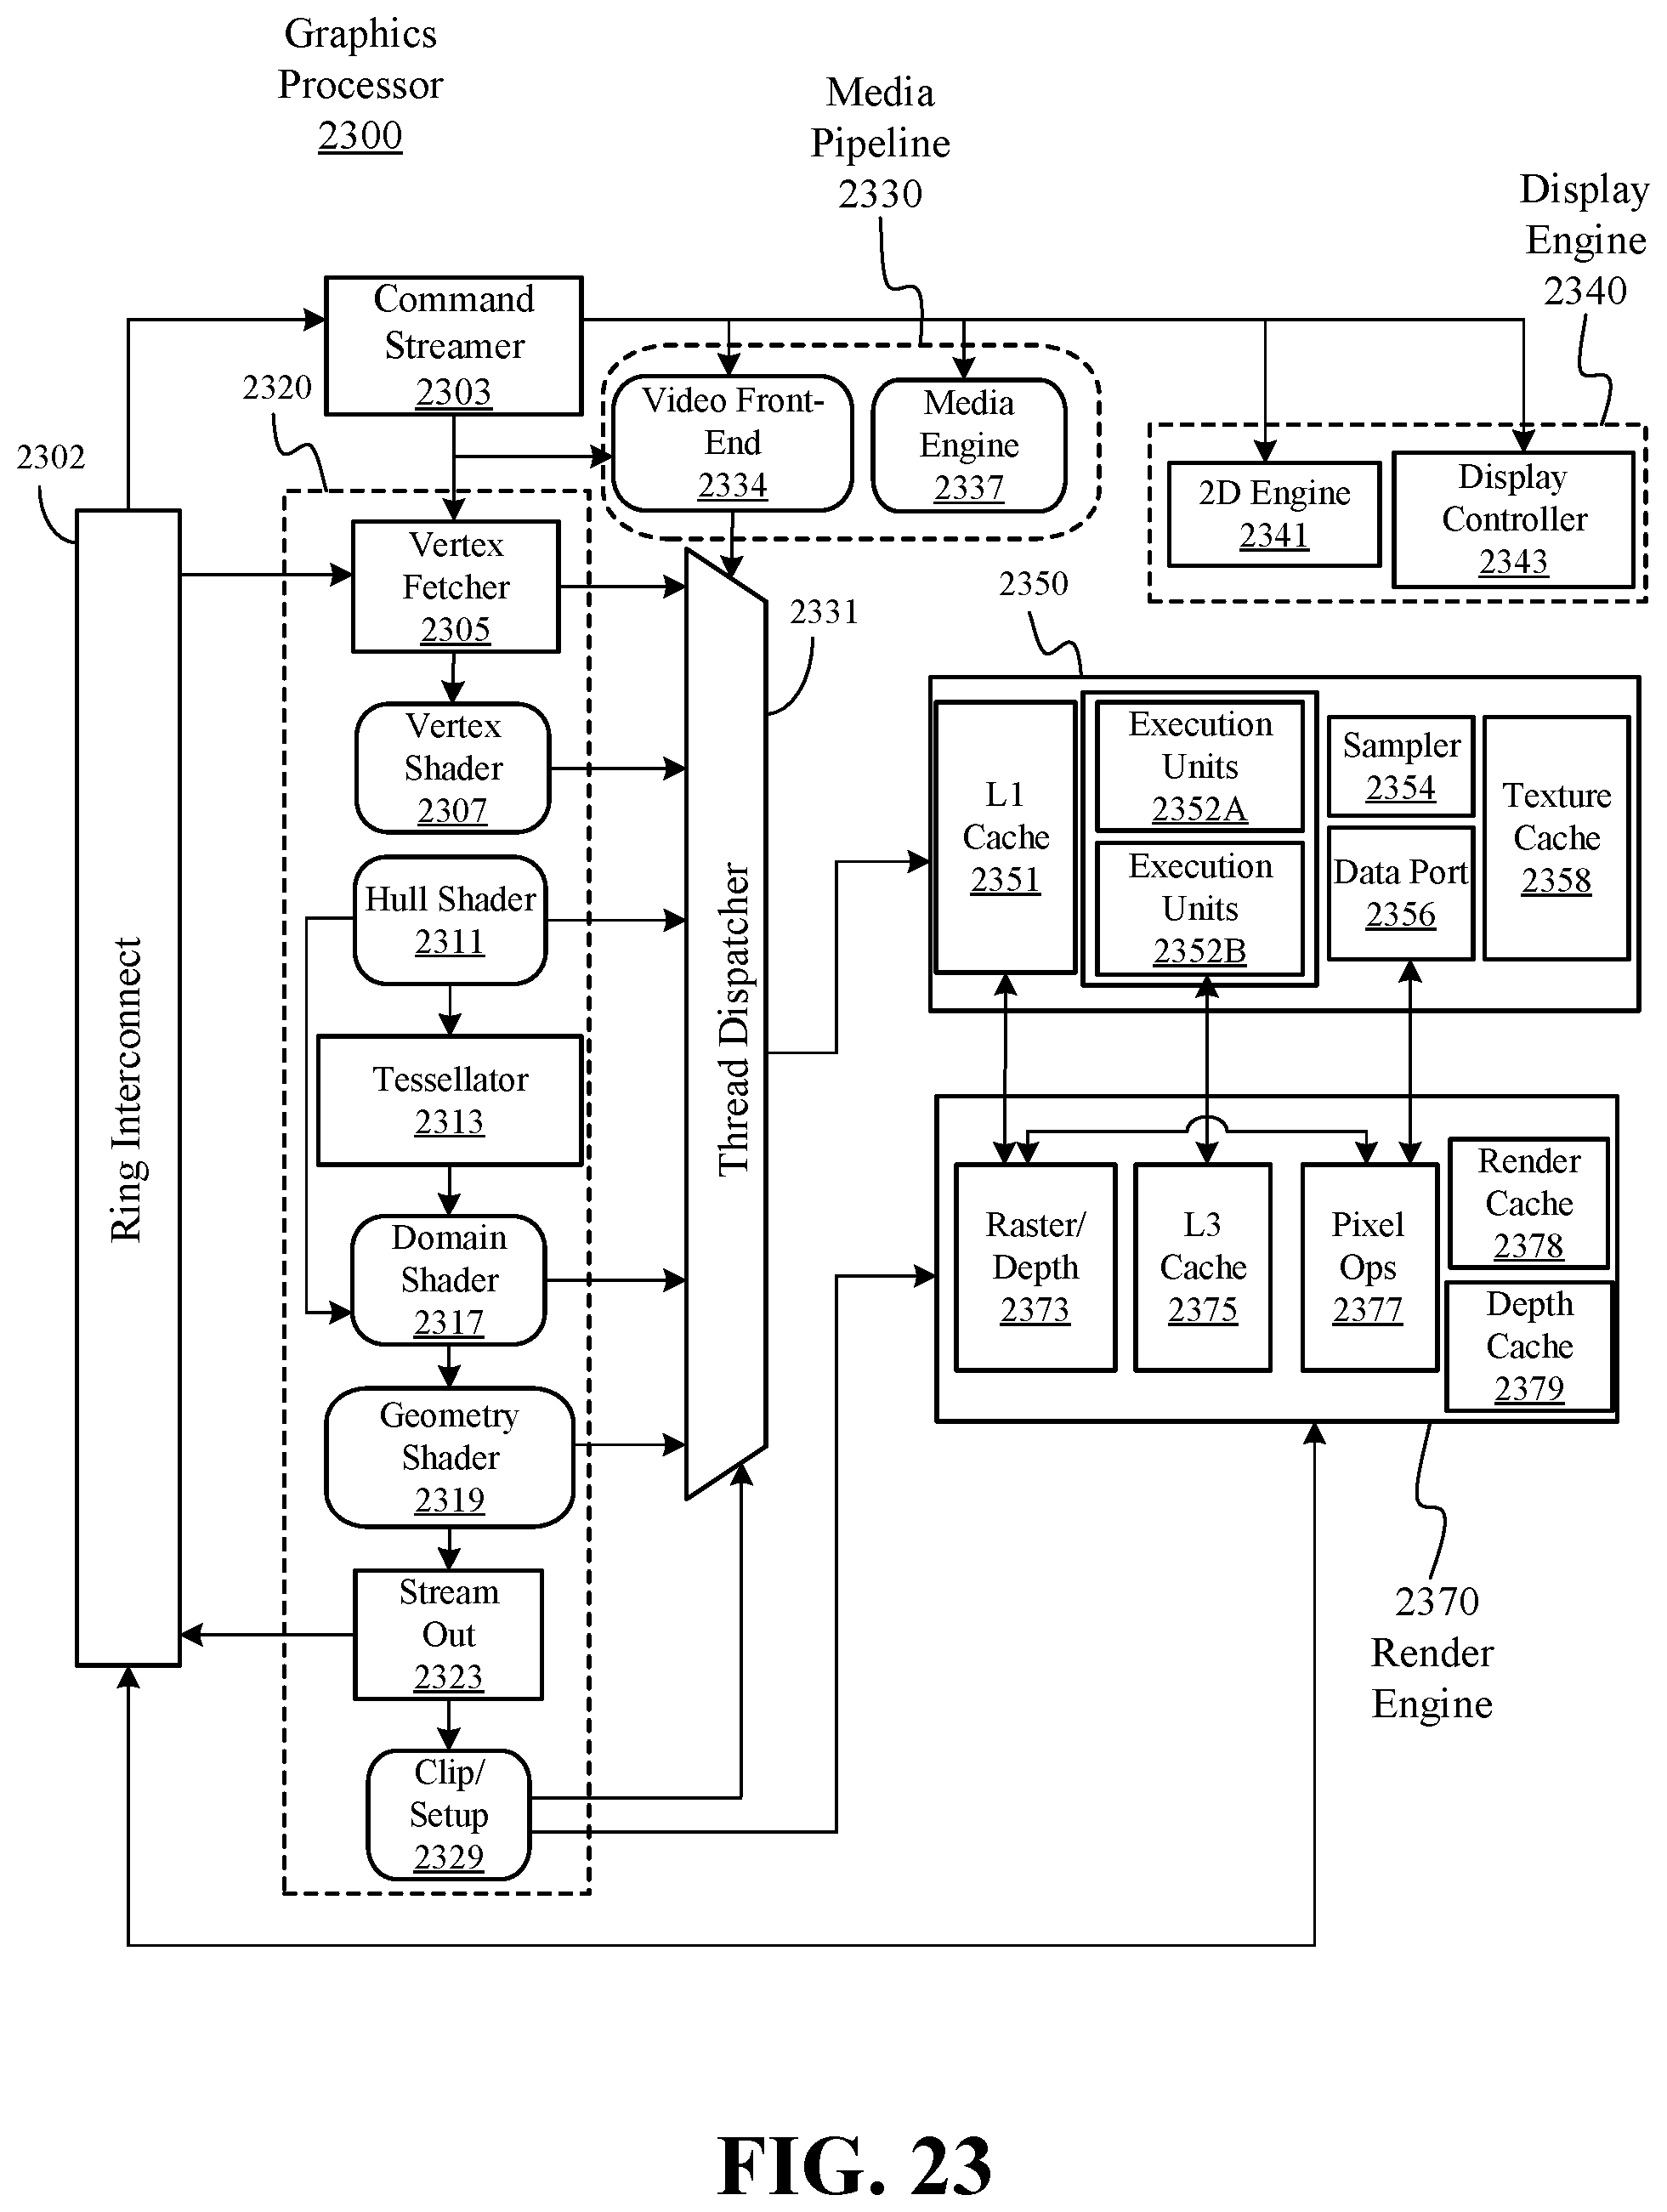 Graphics
Processor
2300
Media
Pipeline
2330
Display
Engine
2340
Command
Streamer
2303
2320
2302
Video Front-
End
2334
Media
Engine
2337
2D Engine
2341
Display
Controller
2343
Ring Interconnect
Vertex
Fetcher
2305
Vertex
Shader
2307
Hull Shader
2311
Tessellator
2313
Domain
Shader
2317
Geometry
Shader
2319
Stream
Out
2323
Clip/
Setup
2329
2331
Thread Dispatcher
2350
L1
Cache
2351
Execution
Units
2352A
Execution
Units
2352B
Sampler
2354
Data Port
2356
Texture
Cache
2358
Raster/
Depth
2373
L3
Cache
2375
Pixel
Ops
2377
Render
Cache
2378
Depth
Cache
2379
2370
Render
Engine
FIG. 23